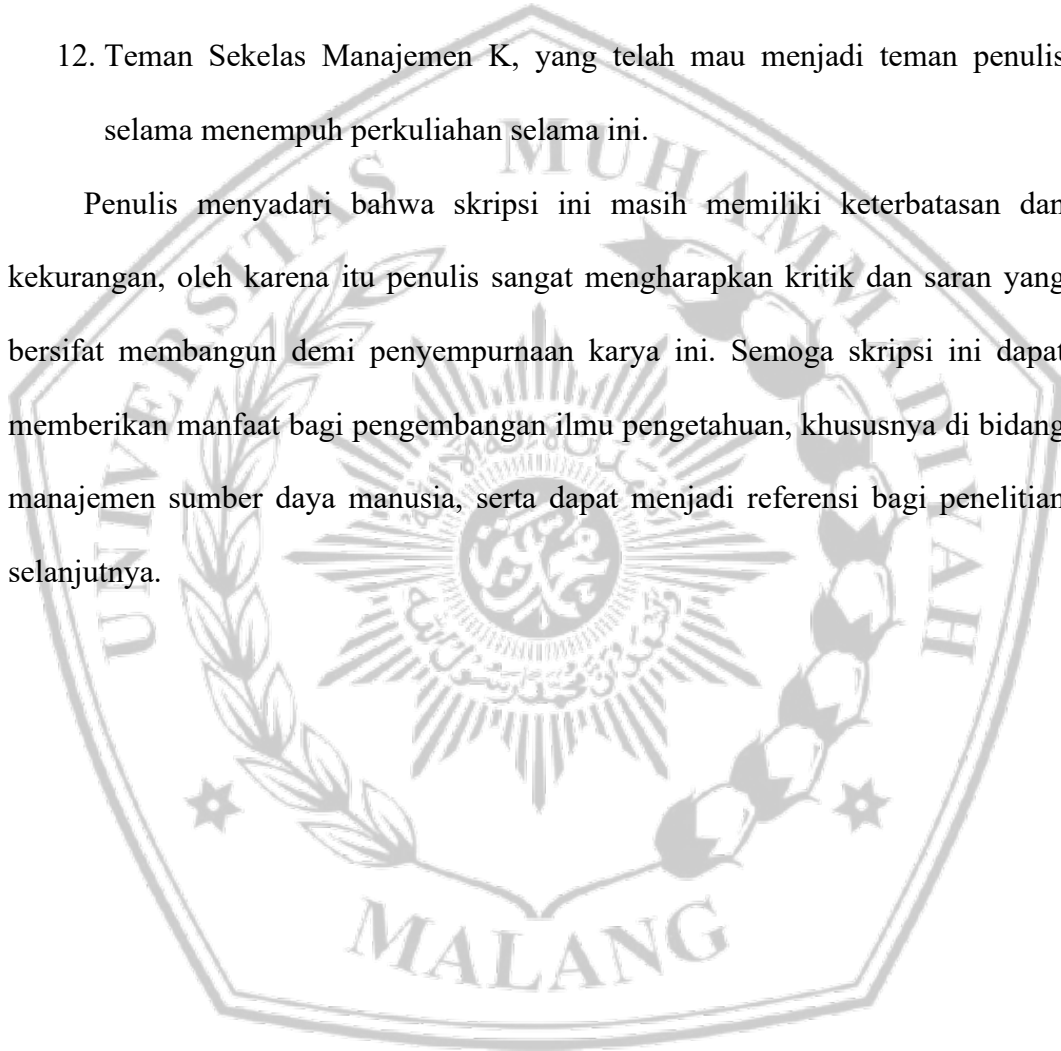 12. Teman Sekelas Manajemen K, yang telah mau menjadi teman penulis
selama menempuh perkuliahan selama ini.
Penulis menyadari bahwa skripsi ini masih memiliki keterbatasan dan
kekurangan, oleh karena itu penulis sangat mengharapkan kritik dan saran yang
bersifat membangun demi penyempurnaan karya ini. Semoga skripsi ini dapat
memberikan manfaat bagi pengembangan ilmu pengetahuan, khususnya di bidang
manajemen sumber daya manusia, serta dapat menjadi referensi bagi penelitian
selanjutnya.
UNIVERSITAS MUHAMMADIYAH
MALANG